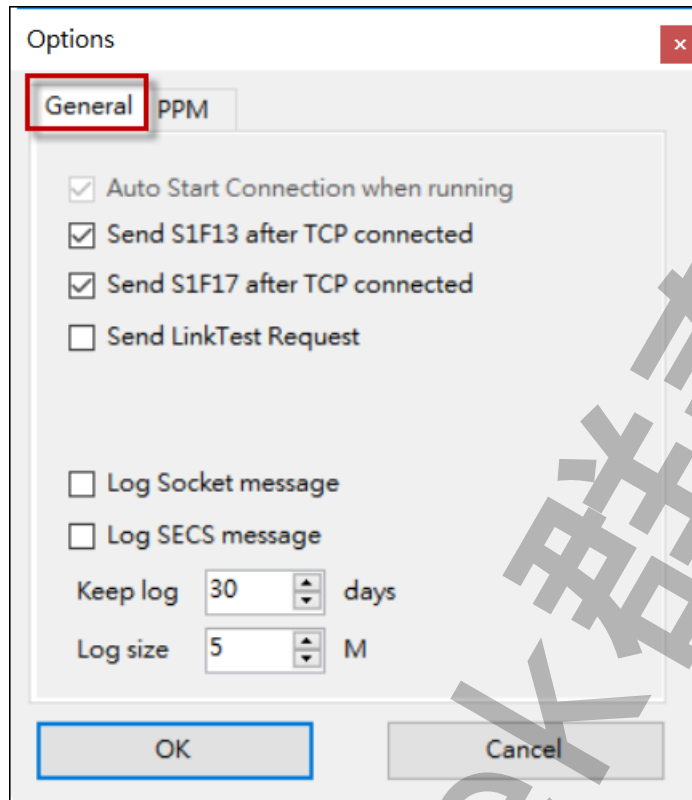 Options
General PPM
Auto Start Connection when running
Send S1F13 after TCP connected
Send S1F17 after TCP connected
Send LinkTest Request
Log Socket message
Log SECS message
Keep log 30 days
Log size 5 M
OK Cancel